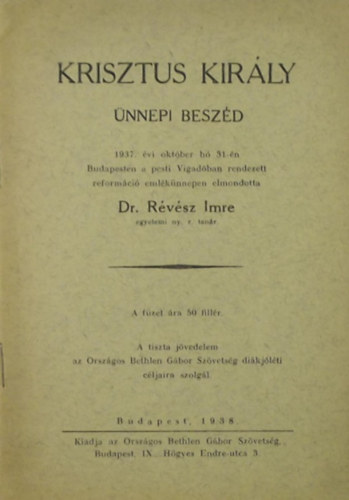 KRISZTUS KIRÁLY
ÜNNEPI BESZÉD
1937. évi október hó 31-én
Budapesten a pesti Vigadóban rendezett
reformáció emlékünnepen elmondotta
Dr. Révész Imre
egyetemi ny. r. tanár.
A füzet ára 50 fillér.
A tiszta jövedelem
az Országos Bethlen Gábor Szövetség diákjóléti
céljaira szolgál.
Budapest, 1938.
Kiadja az Országos Bethlen Gábor Szövetség,
Budapest, IX., Hőgyes Endre-utca 3.